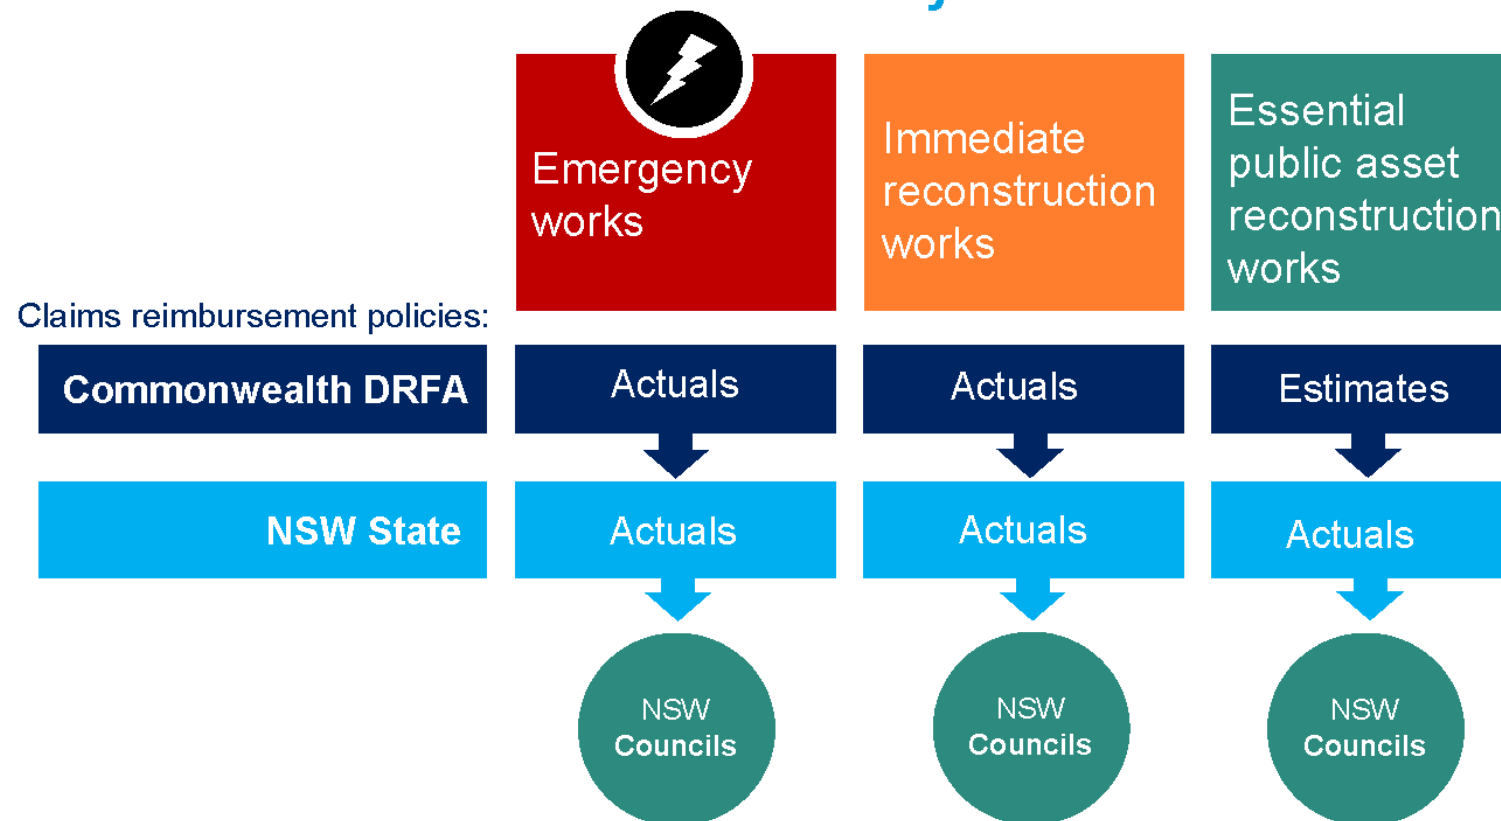 Emergency
works
Immediate
reconstruction
works
Essential
public asset
reconstruction
works
Claims reimbursement policies:
Commonwealth DRFA
Actuals
Actuals
Estimates
NSW State
Actuals
Actuals
Actuals
NSW
Councils
NSW
Councils
NSW
Councils